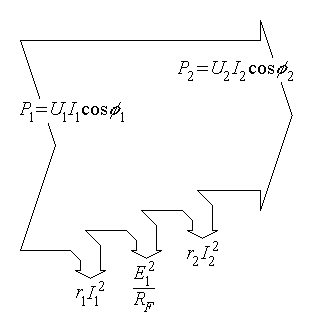 P₂=U₂I₂cosϕ₂
P₁=U₁I₁cosϕ₁
r₂I₂²
E₁²
R_F
r₁I₁²